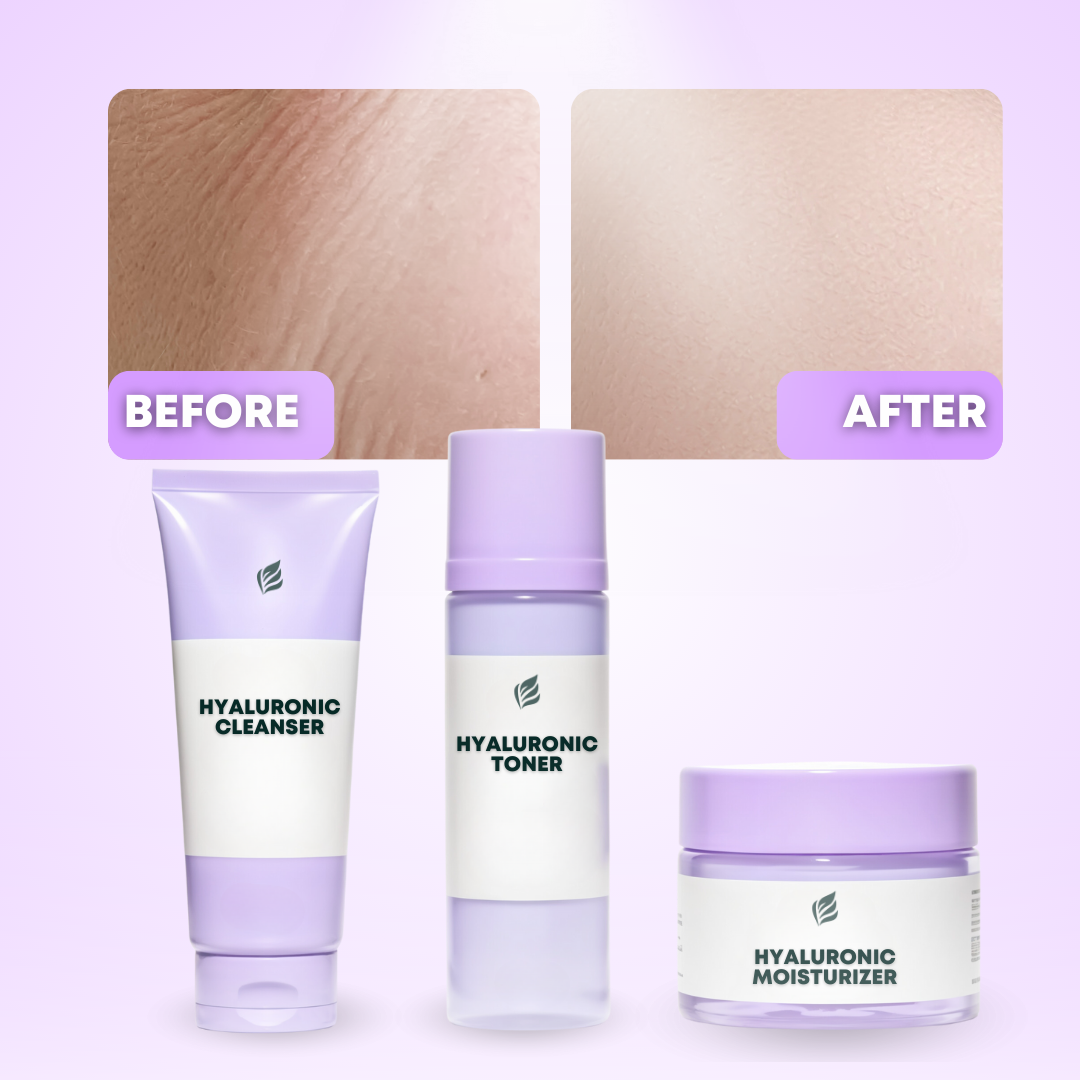 BEFORE
AFTER
HYALURONIC
CLEANSER
HYALURONIC
TONER
HYALURONIC
MOISTURIZER